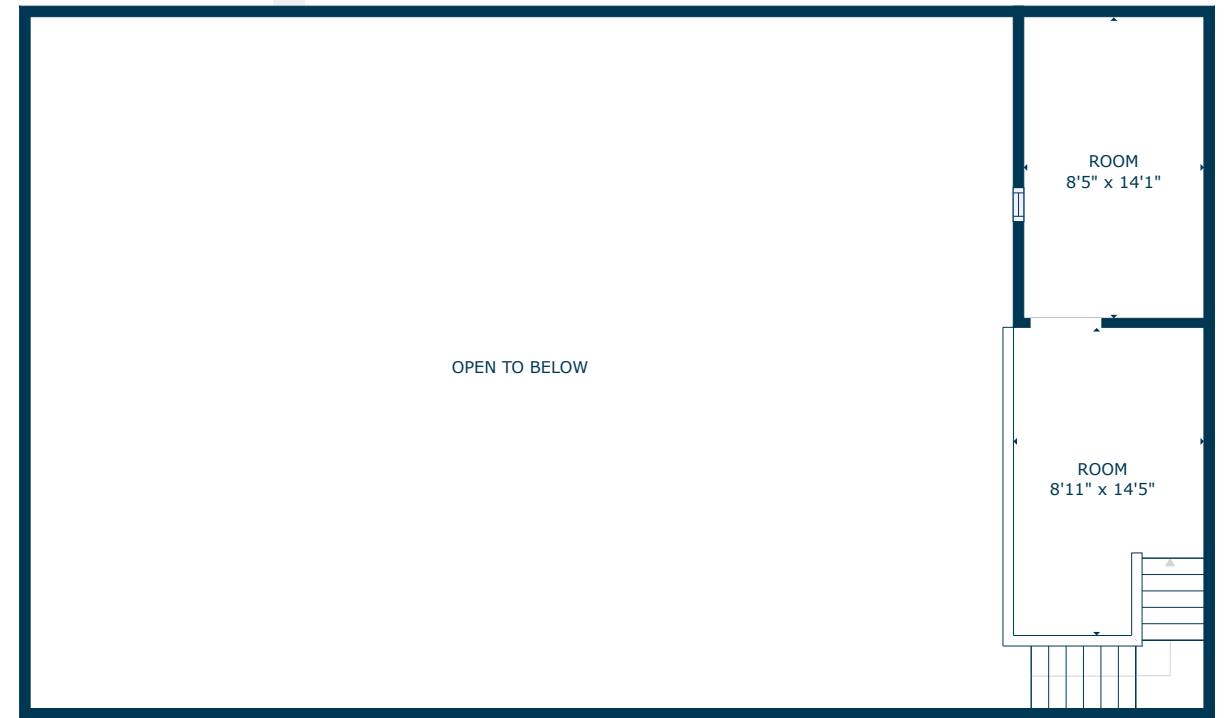 ROOM
8'5" x 14'1"
OPEN TO BELOW
ROOM
8'11" x 14'5"